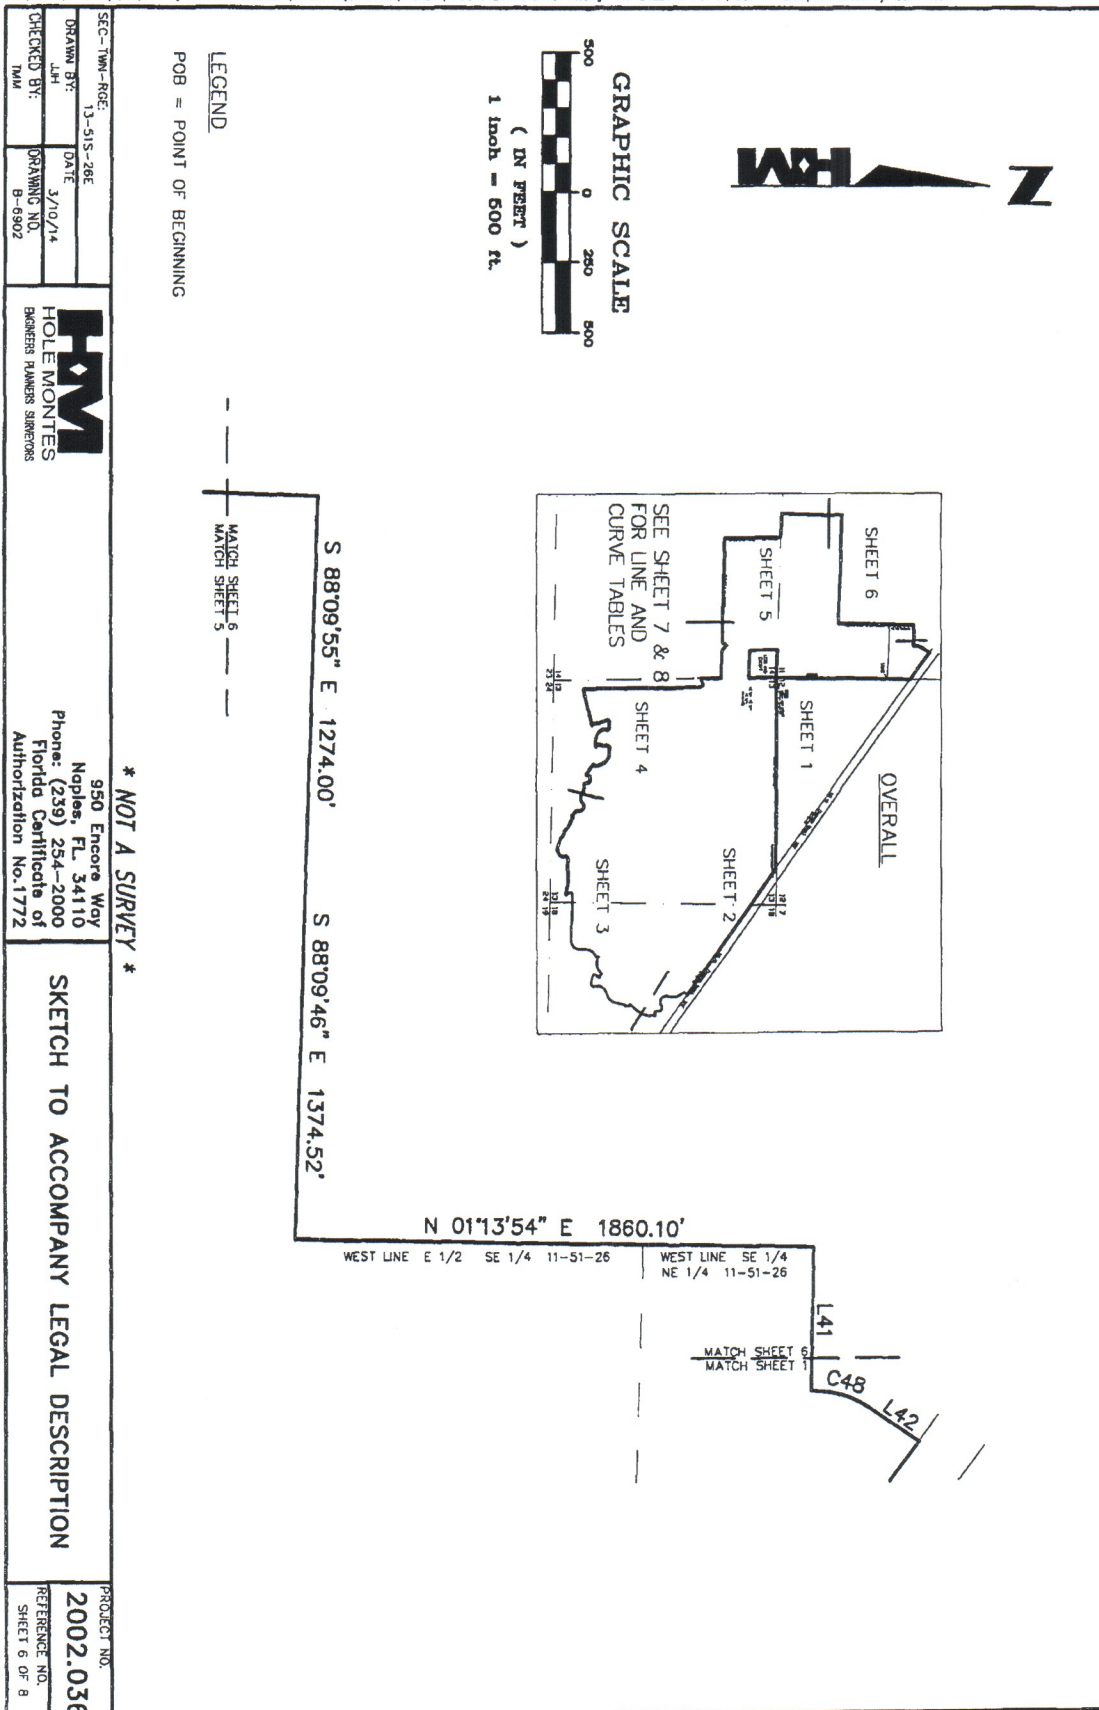 N
HM
GRAPHIC SCALE
500 0 250 500
( IN FEET )
1 inch = 500 ft.
LEGEND
POB = POINT OF BEGINNING
OVERALL
SHEET 6
SHEET 5
SHEET 1
SHEET 2
SHEET 4
SHEET 3
SEE SHEET 7 & 8
FOR LINE AND
CURVE TABLES
MATCH SHEET 6
MATCH SHEET 5
S 88°09'55" E 1274.00'
S 88°09'46" E 1374.52'
N 01°13'54" E 1860.10'
WEST LINE E 1/2 SE 1/4 11-51-26
WEST LINE SE 1/4
NE 1/4 11-51-26
L41
MATCH SHEET 6
MATCH SHEET 1
C48
L42
* NOT A SURVEY *
SEC-TWN-RGE:
13-51S-26E
DRAWN BY:
JJH
DATE
3/10/14
CHECKED BY:
TMM
DRAWING NO.
B-6902
HM
HOLE MONTES
ENGINEERS PLANNERS SURVEYORS
950 Encore Way
Naples, FL. 34110
Phone: (239) 254-2000
Florida Certificate of
Authorization No.1772
SKETCH TO ACCOMPANY LEGAL DESCRIPTION
PROJECT NO.
2002.036
REFERENCE NO.
SHEET 6 OF 8